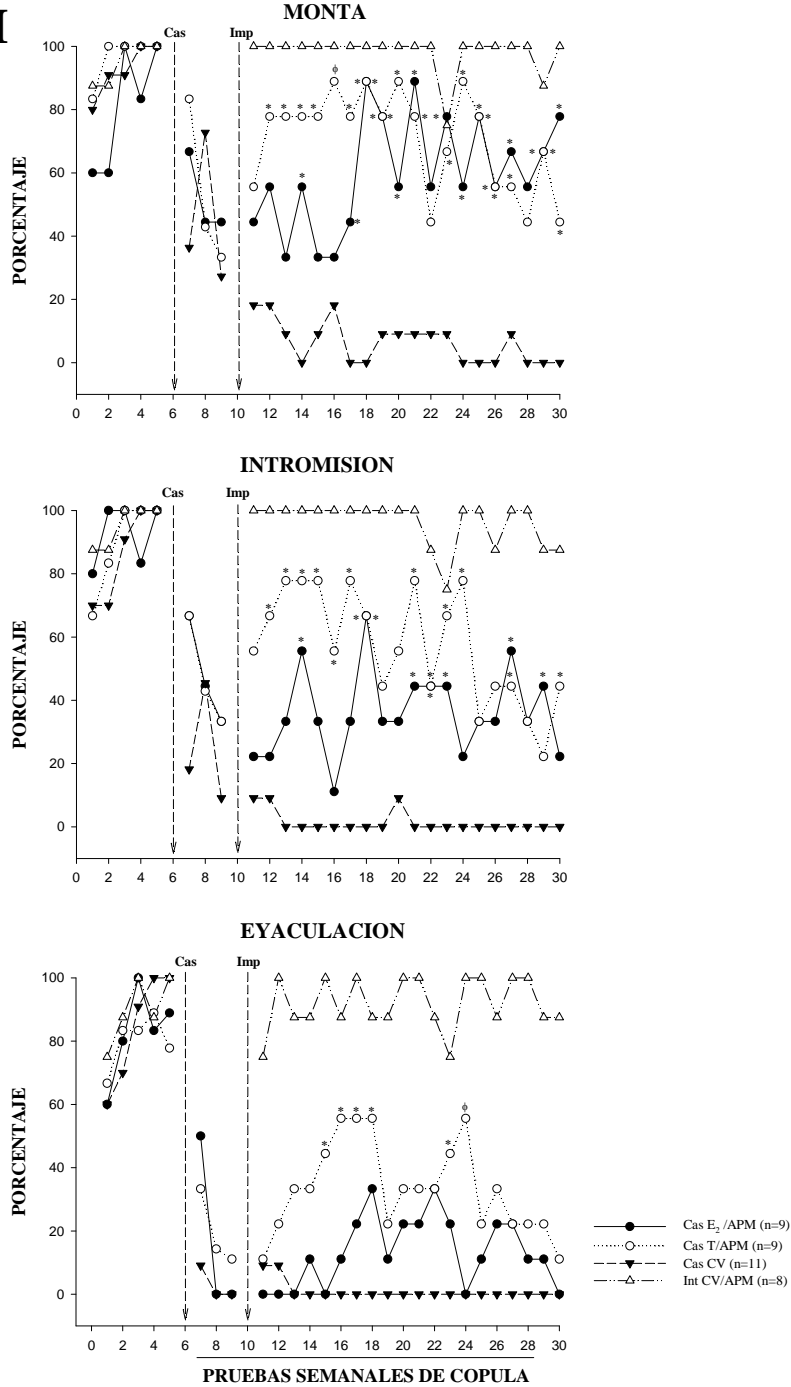 I
MONTA
Cas Imp
100
80
60
40
20
0
PORCENTAJE
0 2 4 6 8 10 12 14 16 18 20 22 24 26 28 30
INTROMISION
Cas Imp
100
80
60
40
20
0
PORCENTAJE
0 2 4 6 8 10 12 14 16 18 20 22 24 26 28 30
EYACULACION
Cas Imp
100
80
60
40
20
0
PORCENTAJE
0 2 4 6 8 10 12 14 16 18 20 22 24 26 28 30
PRUEBAS SEMANALES DE COPULA
Cas E₂ /APM (n=9)
Cas T/APM (n=9)
Cas CV (n=11)
Int CV/APM (n=8)